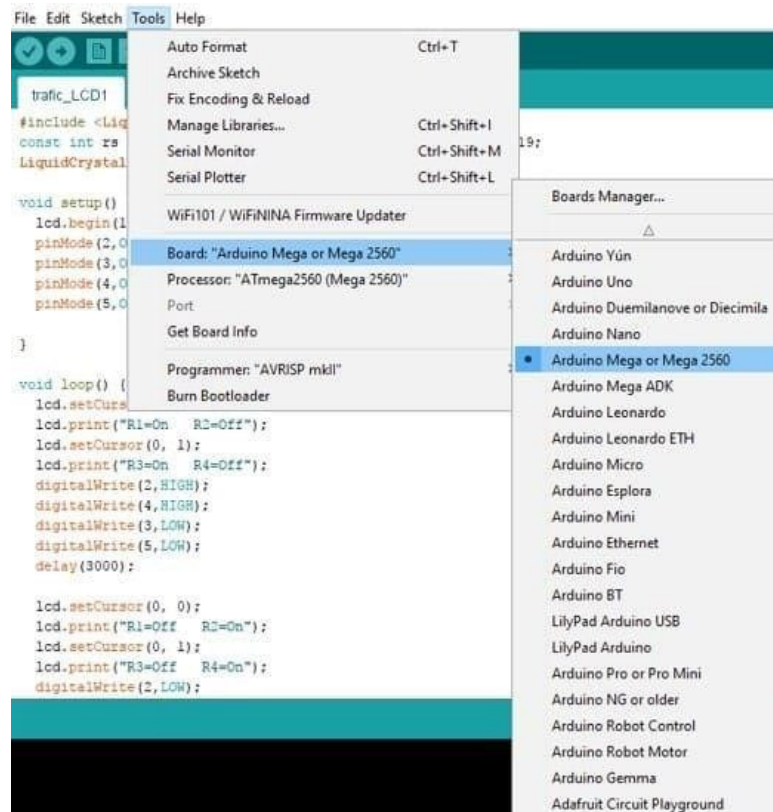 File Edit Sketch Tools Help
Auto Format Ctrl+T
Archive Sketch
Fix Encoding & Reload
Manage Libraries... Ctrl+Shift+I
Serial Monitor Ctrl+Shift+M
Serial Plotter Ctrl+Shift+L
WiFi101 / WiFiNINA Firmware Updater
Board: "Arduino Mega or Mega 2560"
Processor: "ATmega2560 (Mega 2560)"
Port
Get Board Info
Programmer: "AVRISP mkII"
Burn Bootloader
Boards Manager...
Arduino Yún
Arduino Uno
Arduino Duemilanove or Diecimila
Arduino Nano
Arduino Mega or Mega 2560
Arduino Mega ADK
Arduino Leonardo
Arduino Leonardo ETH
Arduino Micro
Arduino Esplora
Arduino Mini
Arduino Ethernet
Arduino Fio
Arduino BT
LilyPad Arduino USB
LilyPad Arduino
Arduino Pro or Pro Mini
Arduino NG or older
Arduino Robot Control
Arduino Robot Motor
Arduino Gemma
Adafruit Circuit Playground
trafic_LCD1
#include <Liq
const int rs 19;
LiquidCrystal
void setup()
lcd.begin(1
pinMode(2,O
pinMode(3,O
pinMode(4,O
pinMode(5,O
}
void loop() {
lcd.setCurs
lcd.print("R1=On R2=Off");
lcd.setCursor(0, 1);
lcd.print("R3=On R4=Off");
digitalWrite(2,HIGH);
digitalWrite(4,HIGH);
digitalWrite(3,LOW);
digitalWrite(5,LOW);
delay(3000);
lcd.setCursor(0, 0);
lcd.print("R1=Off R2=On");
lcd.setCursor(0, 1);
lcd.print("R3=Off R4=On");
digitalWrite(2,LOW);